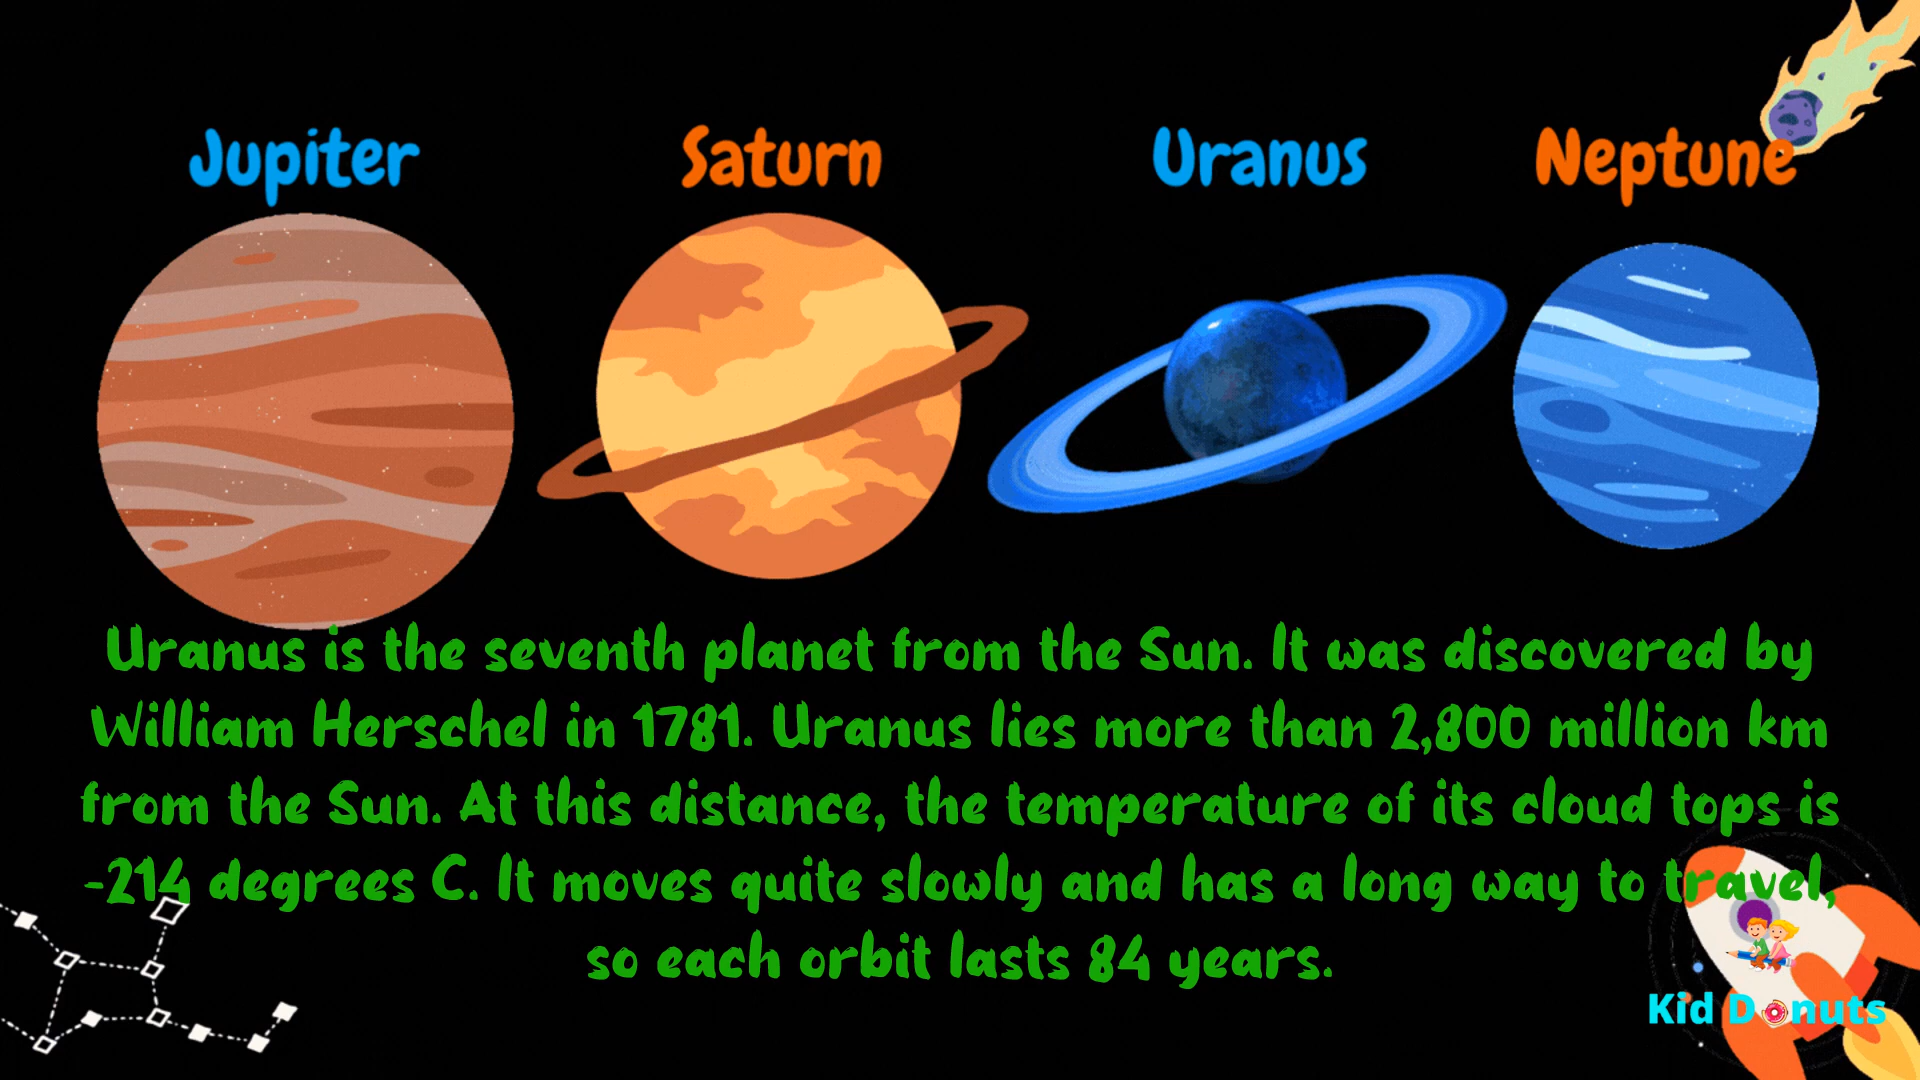 Jupiter Saturn Uranus Neptune
Uranus is the seventh planet from the Sun. It was discovered by
William Herschel in 1781. Uranus lies more than 2,800 million km
from the Sun. At this distance, the temperature of its cloud tops is
-214 degrees C. It moves quite slowly and has a long way to travel,
so each orbit lasts 84 years.
Kid Donuts